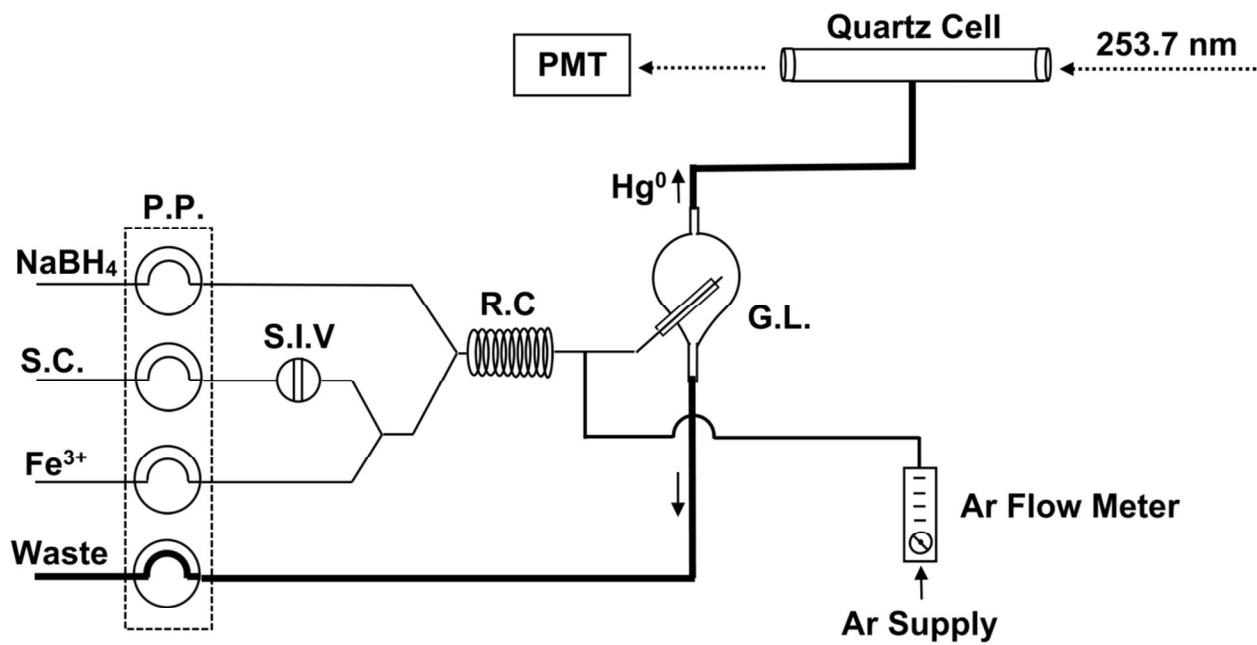 Quartz Cell
253.7 nm
PMT
Hg⁰
P.P.
NaBH₄
R.C
G.L.
S.I.V
S.C.
Fe³⁺
Ar Flow Meter
Waste
Ar Supply